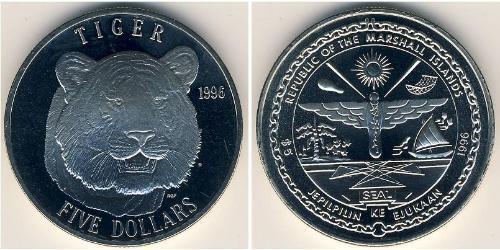 TIGER
1996
FIVE DOLLARS
REPUBLIC OF THE MARSHALL ISLANDS
$5
1996
SEAL
JEPILPILIN KE EJUKAAN